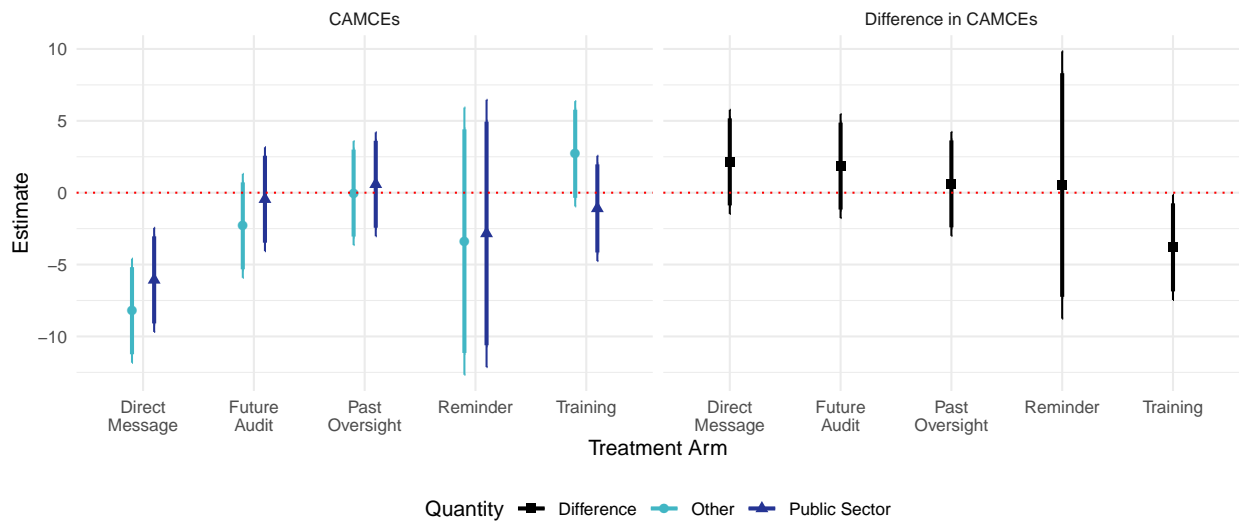 CAMCEs
Difference in CAMCEs
10
5
0
−5
−10
Estimate
Direct
Message
Future
Audit
Past
Oversight
Reminder
Training
Direct
Message
Future
Audit
Past
Oversight
Reminder
Training
Treatment Arm
Quantity Difference Other Public Sector